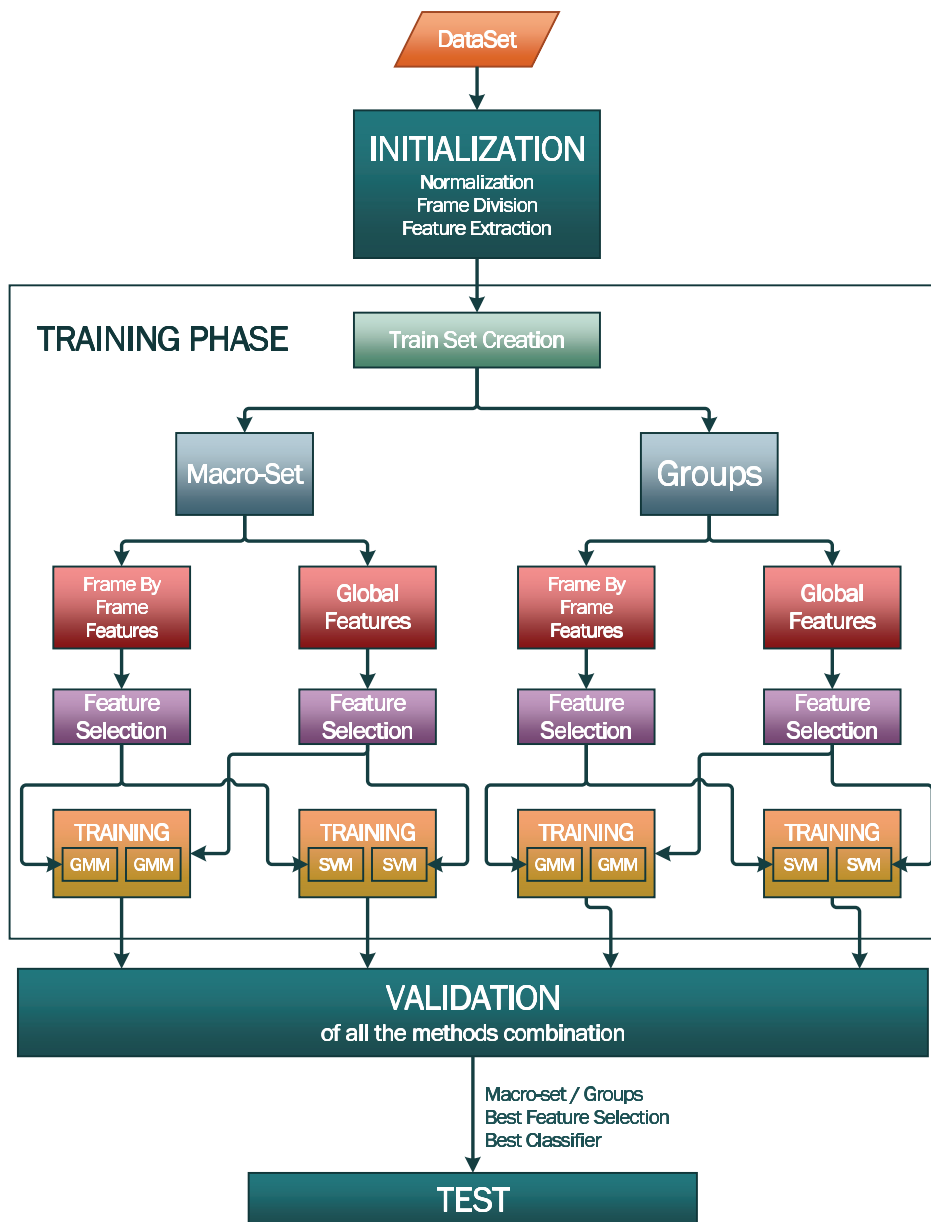 DataSet
INITIALIZATION
Normalization
Frame Division
Feature Extraction
TRAINING PHASE
Train Set Creation
Macro-Set
Groups
Frame By
Frame
Features
Global
Features
Frame By
Frame
Features
Global
Features
Feature
Selection
Feature
Selection
Feature
Selection
Feature
Selection
TRAINING
GMM GMM
TRAINING
SVM SVM
TRAINING
GMM GMM
TRAINING
SVM SVM
VALIDATION
of all the methods combination
Macro-set / Groups
Best Feature Selection
Best Classifier
TEST